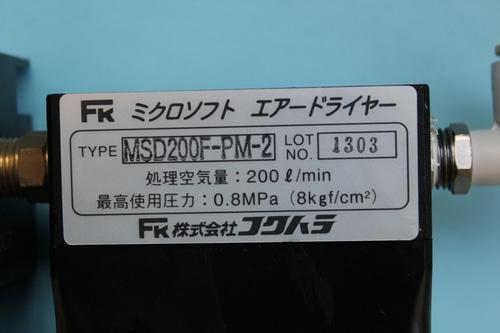 FK ミクロソフト エアードライヤー
TYPE MSD200F-PM-2 LOT NO. 1303
処理空気量：200ℓ/min
最高使用圧力：0.8MPa（8kgf/cm²）
FK 株式会社フクハラ